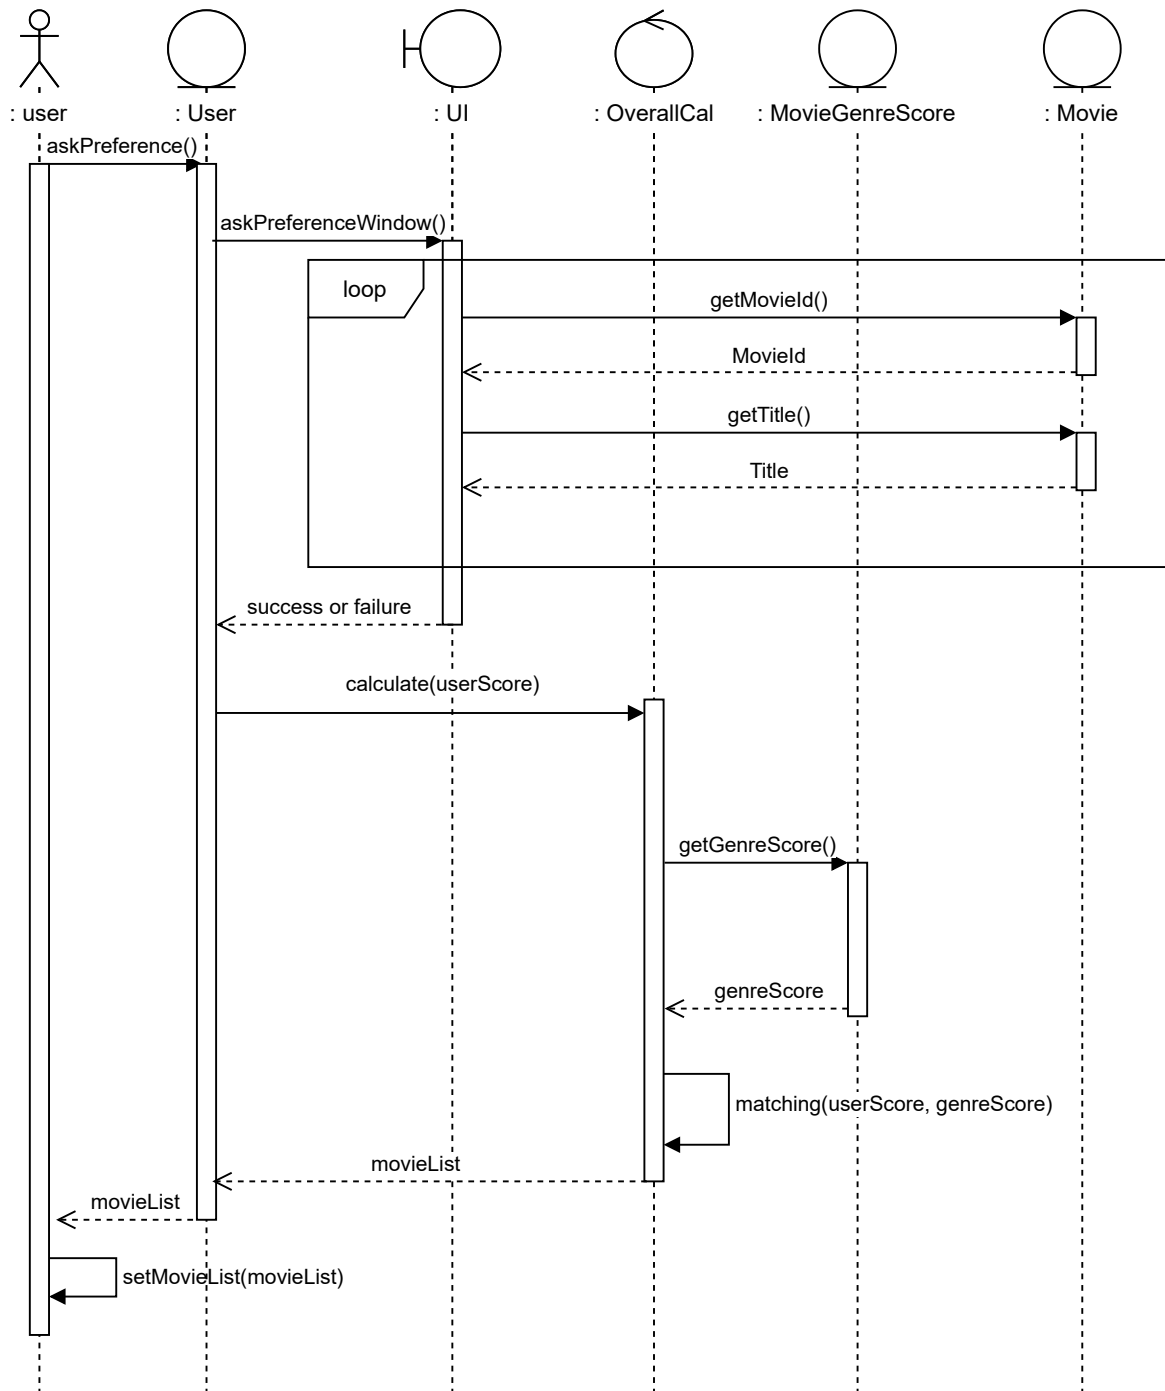 : user
: User
: UI
: OverallCal
: MovieGenreScore
: Movie
askPreference()
askPreferenceWindow()
loop
getMovieId()
MovieId
getTitle()
Title
success or failure
calculate(userScore)
getGenreScore()
genreScore
matching(userScore, genreScore)
movieList
movieList
setMovieList(movieList)